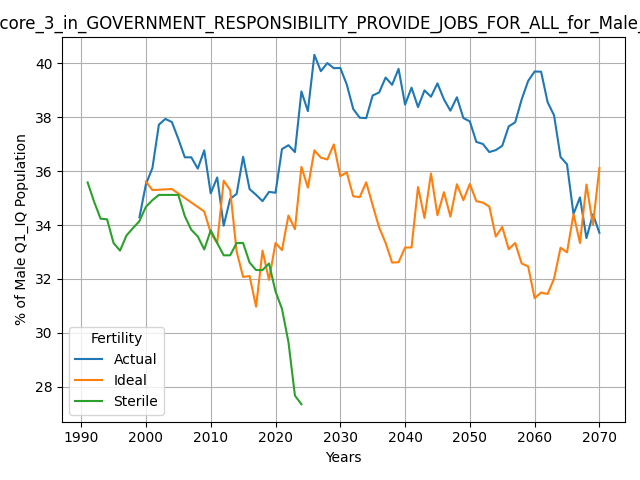 core_3_in_GOVERNMENT_RESPONSIBILITY_PROVIDE_JOBS_FOR_ALL_for_Male_
% of Male Q1_IQ Population
40
38
36
34
32
30
28
Fertility
Actual
Ideal
Sterile
1990 2000 2010 2020 2030 2040 2050 2060 2070
Years